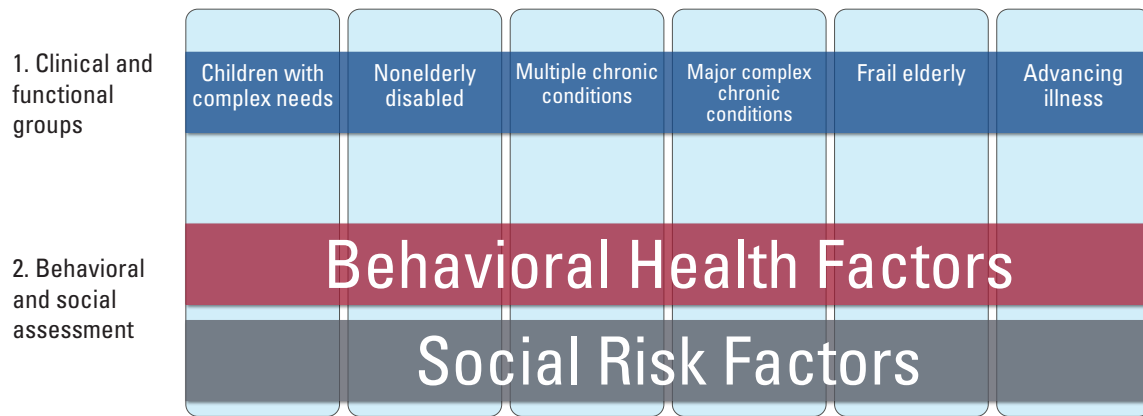 1. Clinical and
functional
groups
Children with
complex needs
Nonelderly
disabled
Multiple chronic
conditions
Major complex
chronic
conditions
Frail elderly
Advancing
illness
2. Behavioral
and social
assessment
Behavioral Health Factors
Social Risk Factors